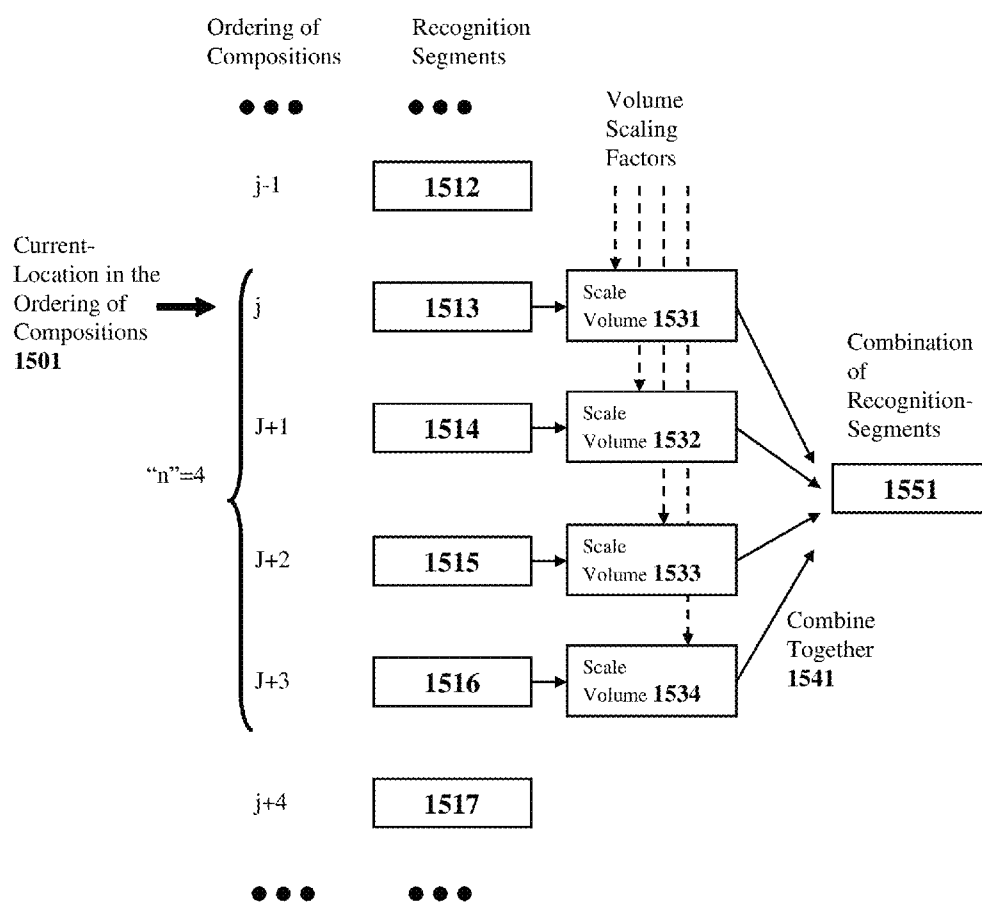 Ordering of
Compositions
Recognition
Segments
Volume
Scaling
Factors
j-1
1512
Current-
Location in the
Ordering of
Compositions
1501
j
1513
Scale
Volume 1531
Combination
of
Recognition-
Segments
J+1
1514
Scale
Volume 1532
1551
“n”=4
J+2
1515
Scale
Volume 1533
Combine
Together
1541
J+3
1516
Scale
Volume 1534
j+4
1517